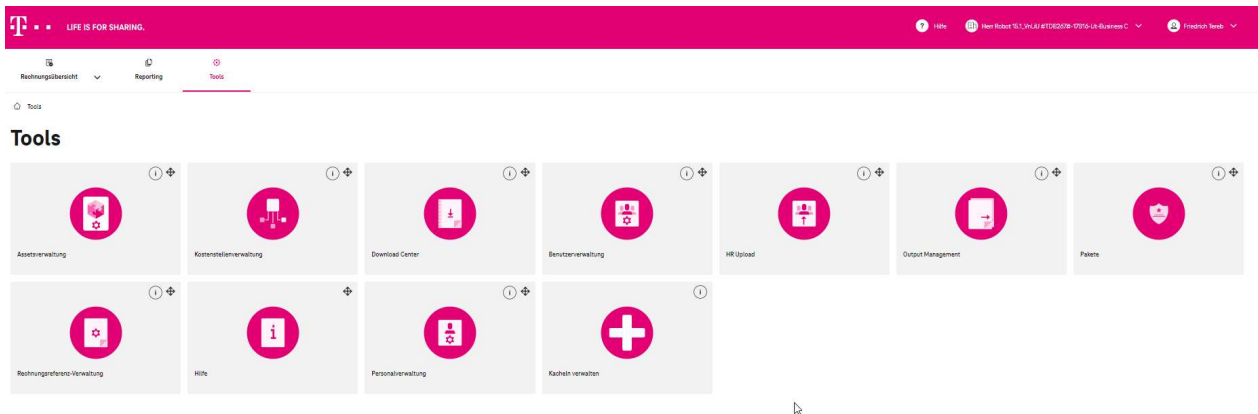 T LIFE IS FOR SHARING.
? Hilfe
Friedrich Tereb
Rechnungsübersicht
Reporting
Tools
Tools
Tools
Assetsverwaltung
Kostenstellenverwaltung
Download Center
Benutzerverwaltung
HR Upload
Output Management
Pakete
Rechnungsreferenz-Verwaltung
Hilfe
Personalverwaltung
Kacheln verwalten